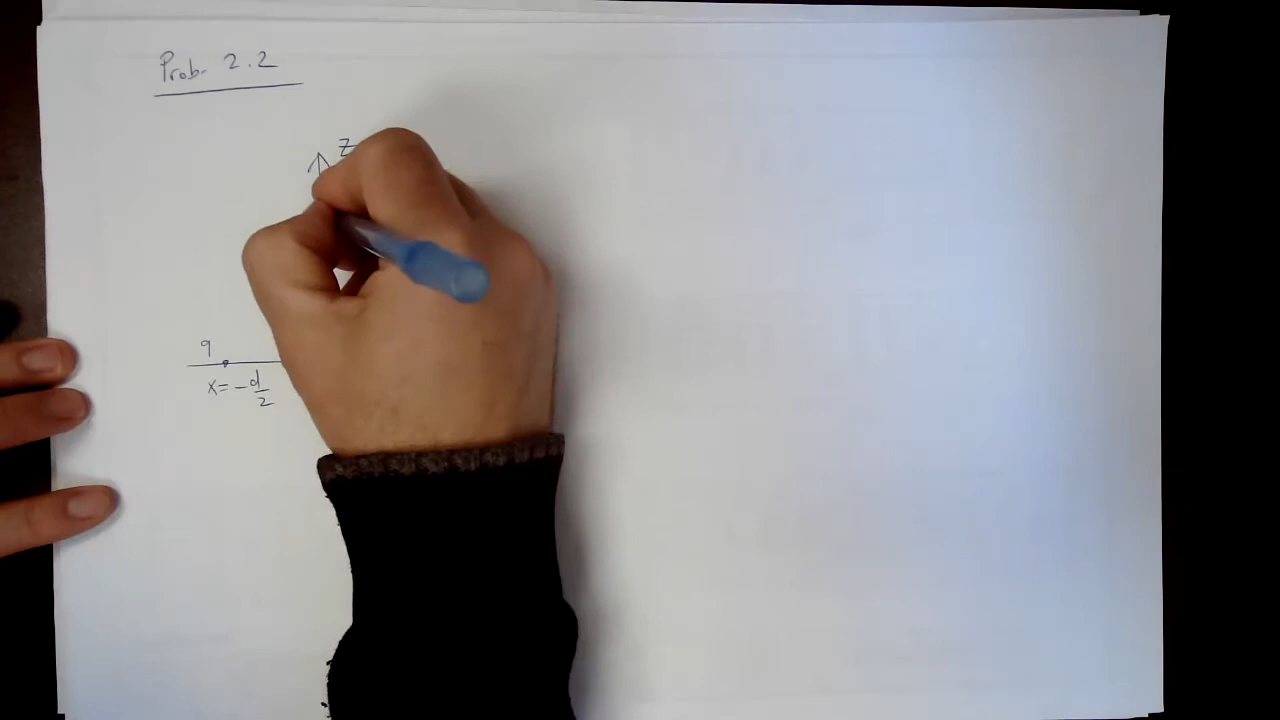 Prob. 2.2
z
q
x = -d/2